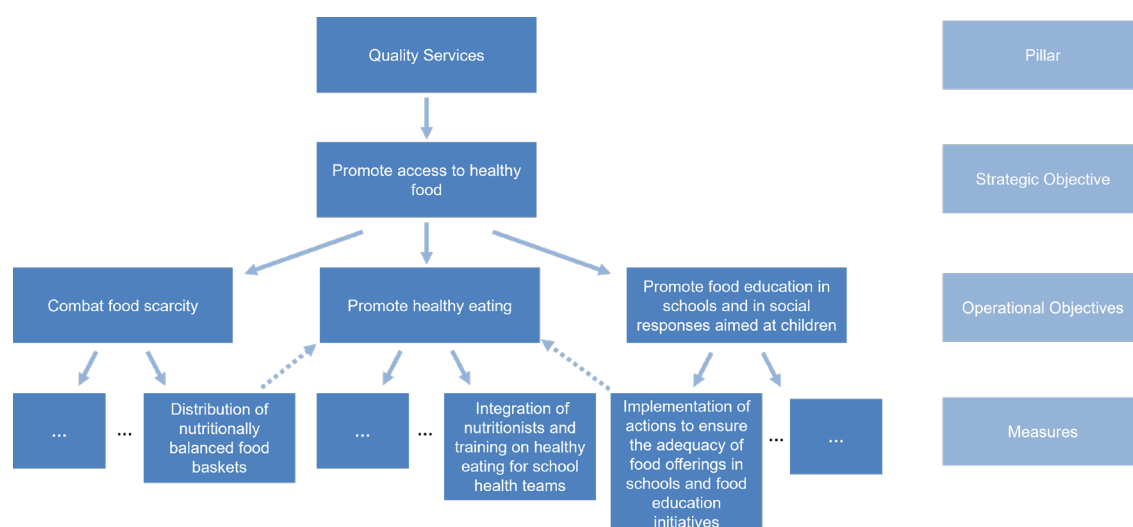 Quality Services
Pillar
Promote access to healthy
food
Strategic Objective
Combat food scarcity
Promote healthy eating
Promote food education in
schools and in social
responses aimed at children
Operational Objectives
...
...
Distribution of
nutritionally
balanced food
baskets
...
...
Integration of
nutritionists and
training on healthy
eating for school
health teams
Implementation of
actions to ensure
the adequacy of
food offerings in
schools and food
education
initiatives
...
...
Measures